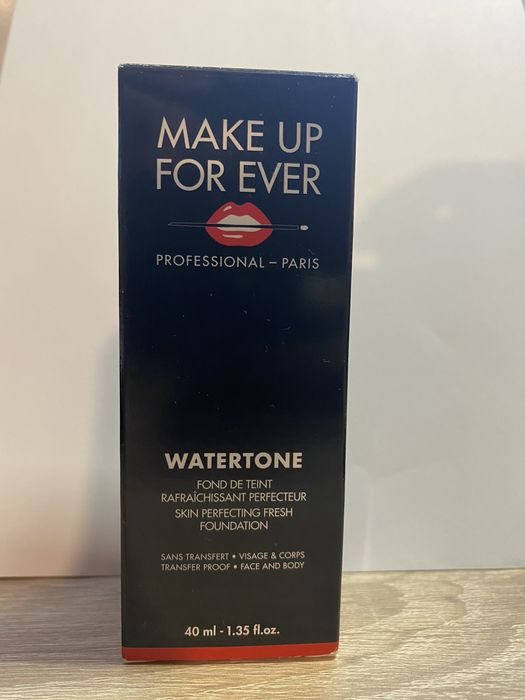 MAKE UP
FOR EVER
PROFESSIONAL – PARIS
WATERTONE
FOND DE TEINT
RAFRAÎCHISSANT PERFECTEUR
SKIN PERFECTING FRESH
FOUNDATION
SANS TRANSFERT • VISAGE & CORPS
TRANSFER PROOF • FACE AND BODY
40 ml - 1.35 fl.oz.